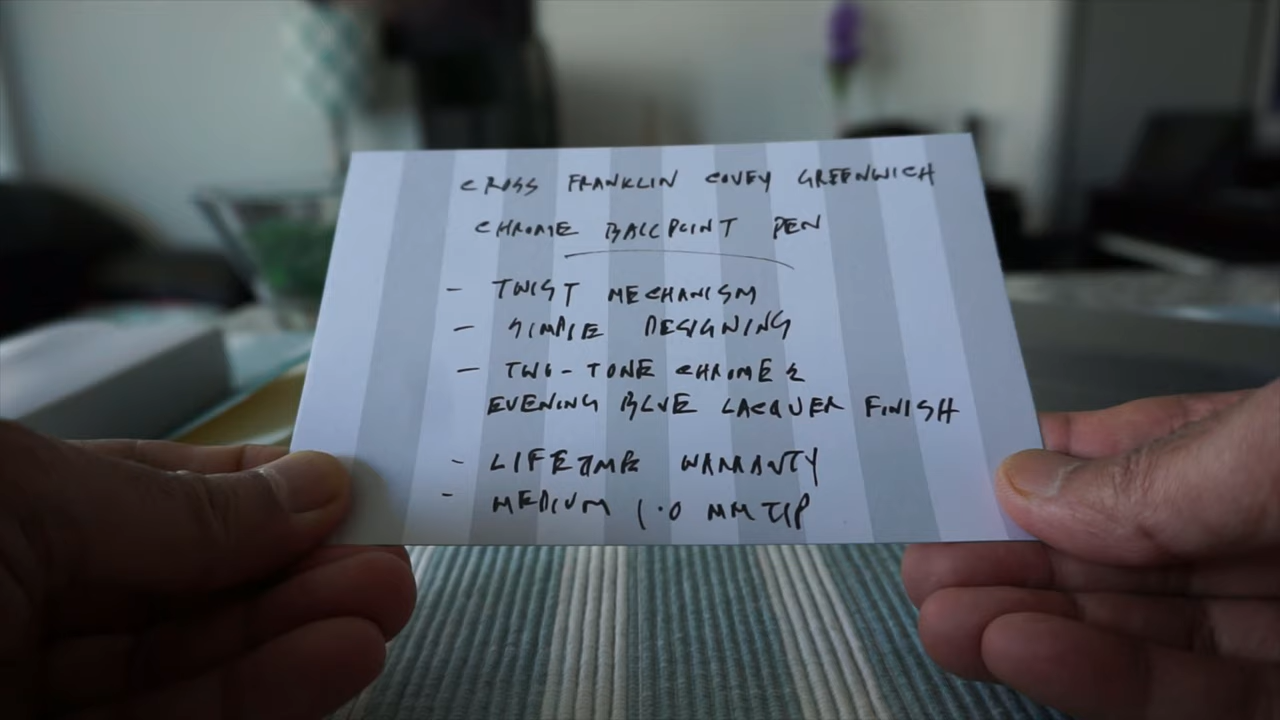 CROSS FRANKLIN COVEY GREENWICH
CHROME BALLPOINT PEN
- TWIST MECHANISM
- SIMPLE DESIGNING
- TWO-TONE CHROME &
EVENING BLUE LACQUER FINISH
- LIFETIME WARRANTY
- MEDIUM 1.0 MM TIP